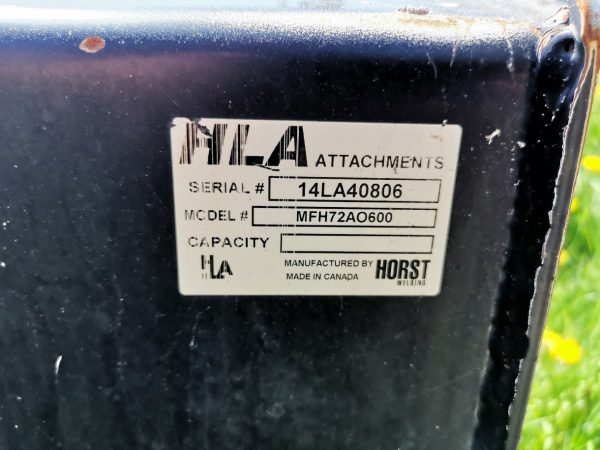 HLA ATTACHMENTS
SERIAL # 14LA40806
MODEL # MFH72AO600
CAPACITY
HLA MANUFACTURED BY HORST
MADE IN CANADA WELDING